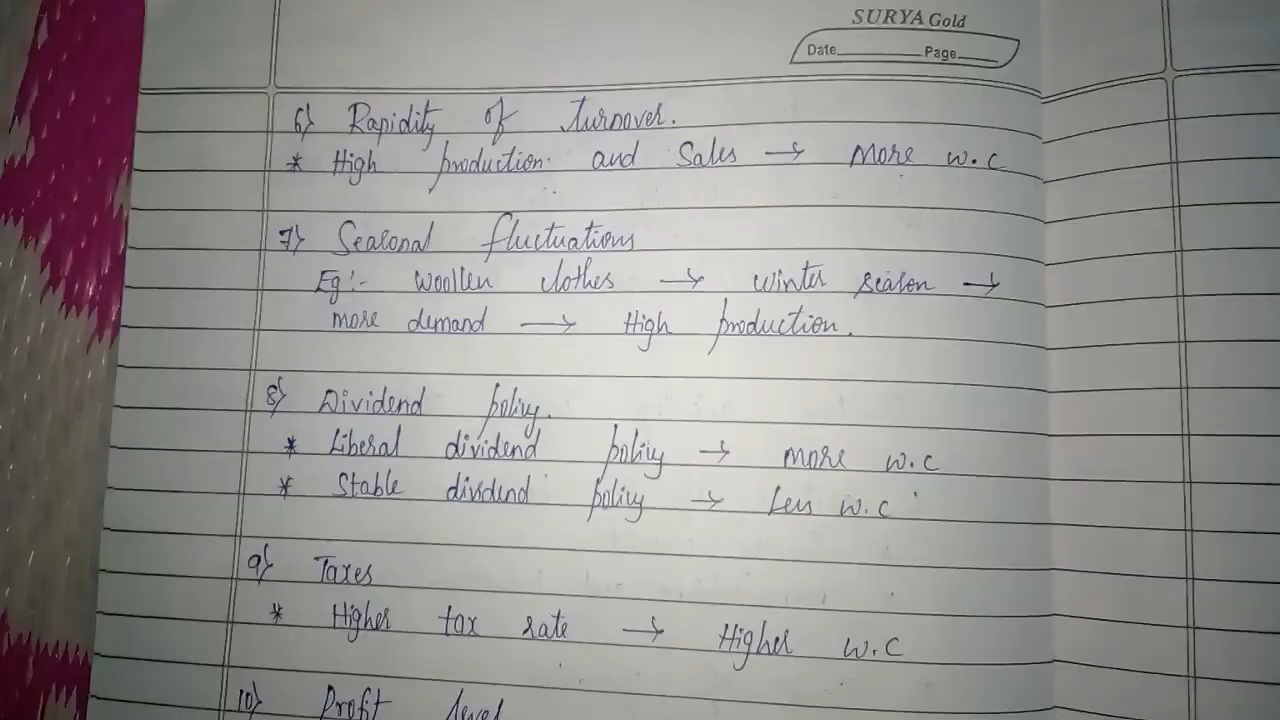 SURYA Gold
Date Page
6) Rapidity of turnover.
* High production and Sales → More w.c
7) Seasonal fluctuations
Eg:- woollen clothes → winter season →
more demand → High production.
8) Dividend policy.
* Liberal dividend policy → more w.c
* Stable dividend policy → Less w.c
9) Taxes
* Higher tax rate → Higher w.c
10) Profit level